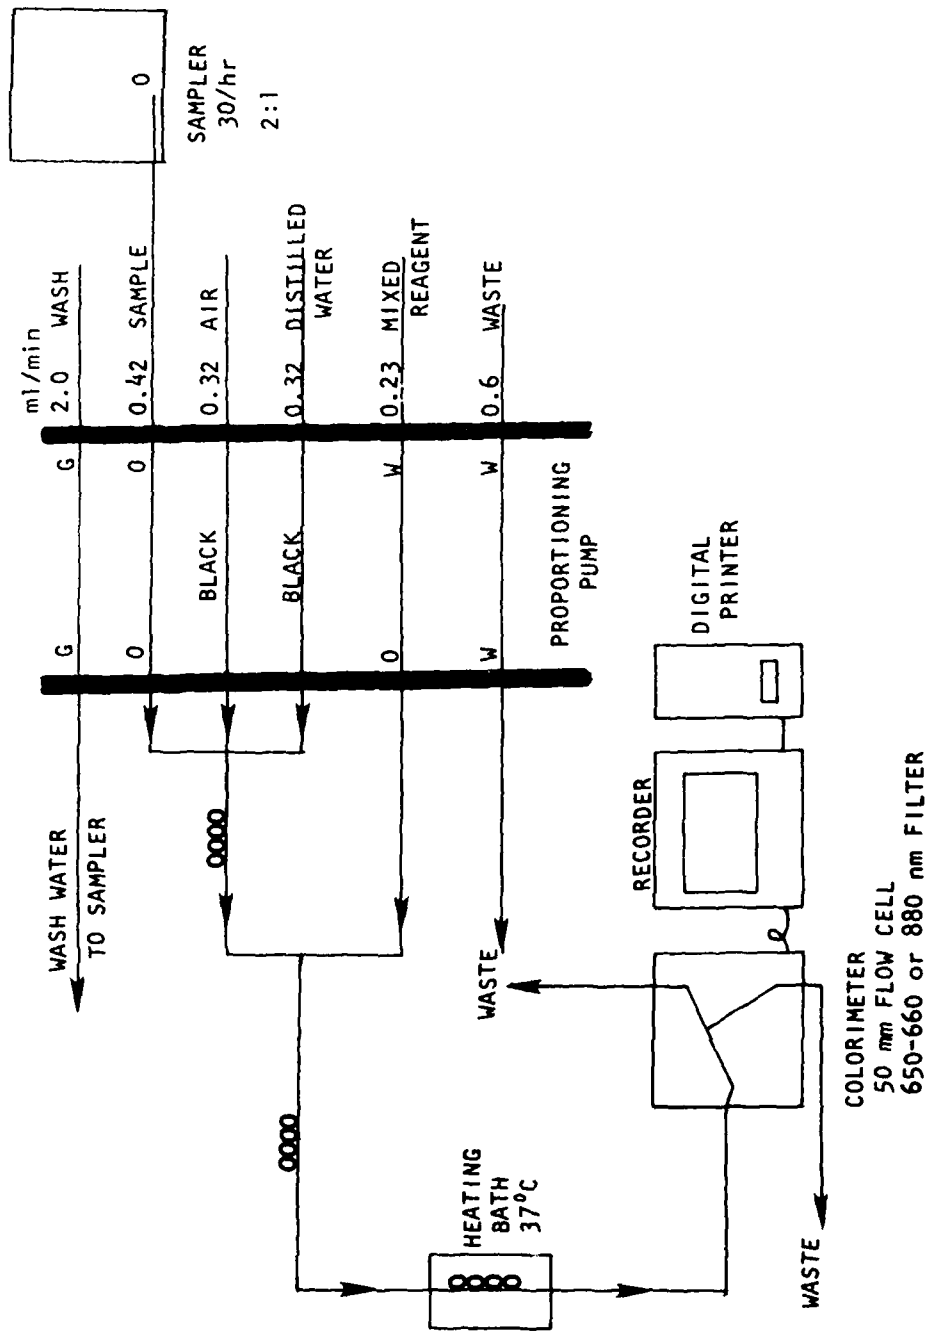 SAMPLER
30/hr
2:1
O
ml/min
2.0 WASH
0.42 SAMPLE
0.32 AIR
0.32 DISTILLED
WATER
0.23 MIXED
REAGENT
0.6 WASTE
G G
O O
BLACK
BLACK
O W
W W
PROPORTIONING
PUMP
WASH WATER
TO SAMPLER
WASTE
DIGITAL
PRINTER
RECORDER
COLORIMETER
50 mm FLOW CELL
650-660 or 880 nm FILTER
HEATING
BATH
37°C
WASTE